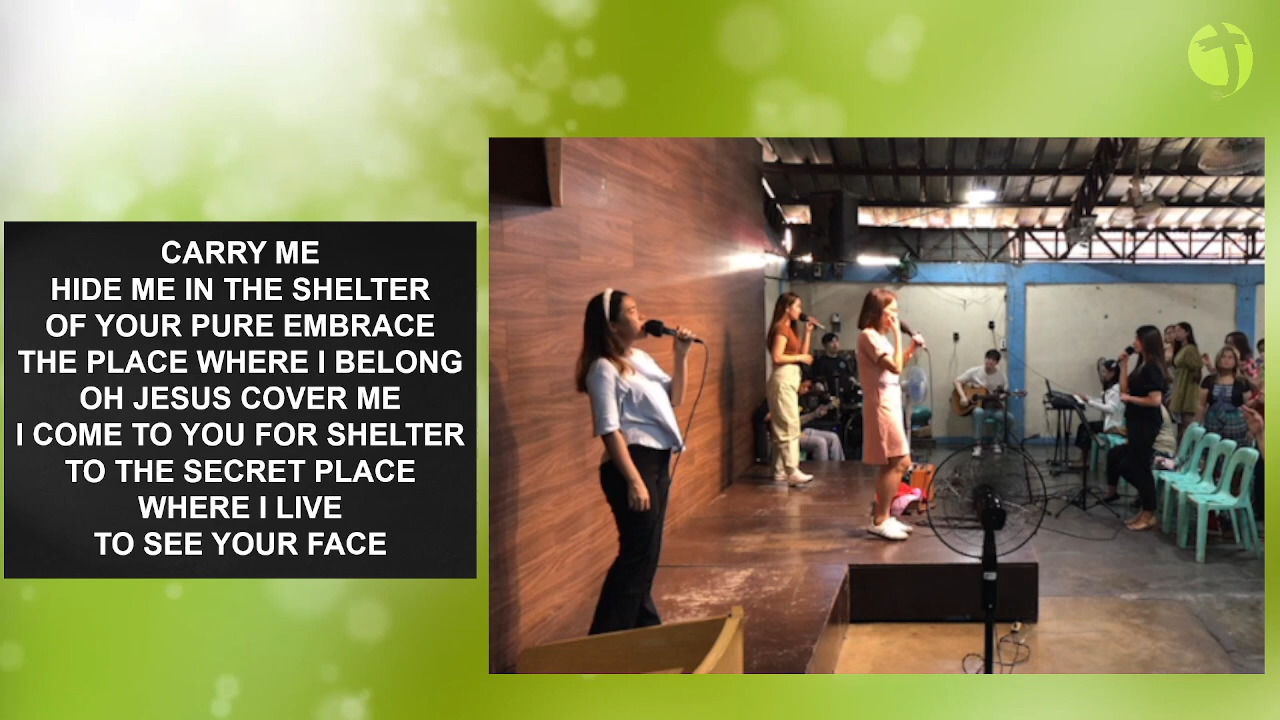 CARRY ME
HIDE ME IN THE SHELTER
OF YOUR PURE EMBRACE
THE PLACE WHERE I BELONG
OH JESUS COVER ME
I COME TO YOU FOR SHELTER
TO THE SECRET PLACE
WHERE I LIVE
TO SEE YOUR FACE